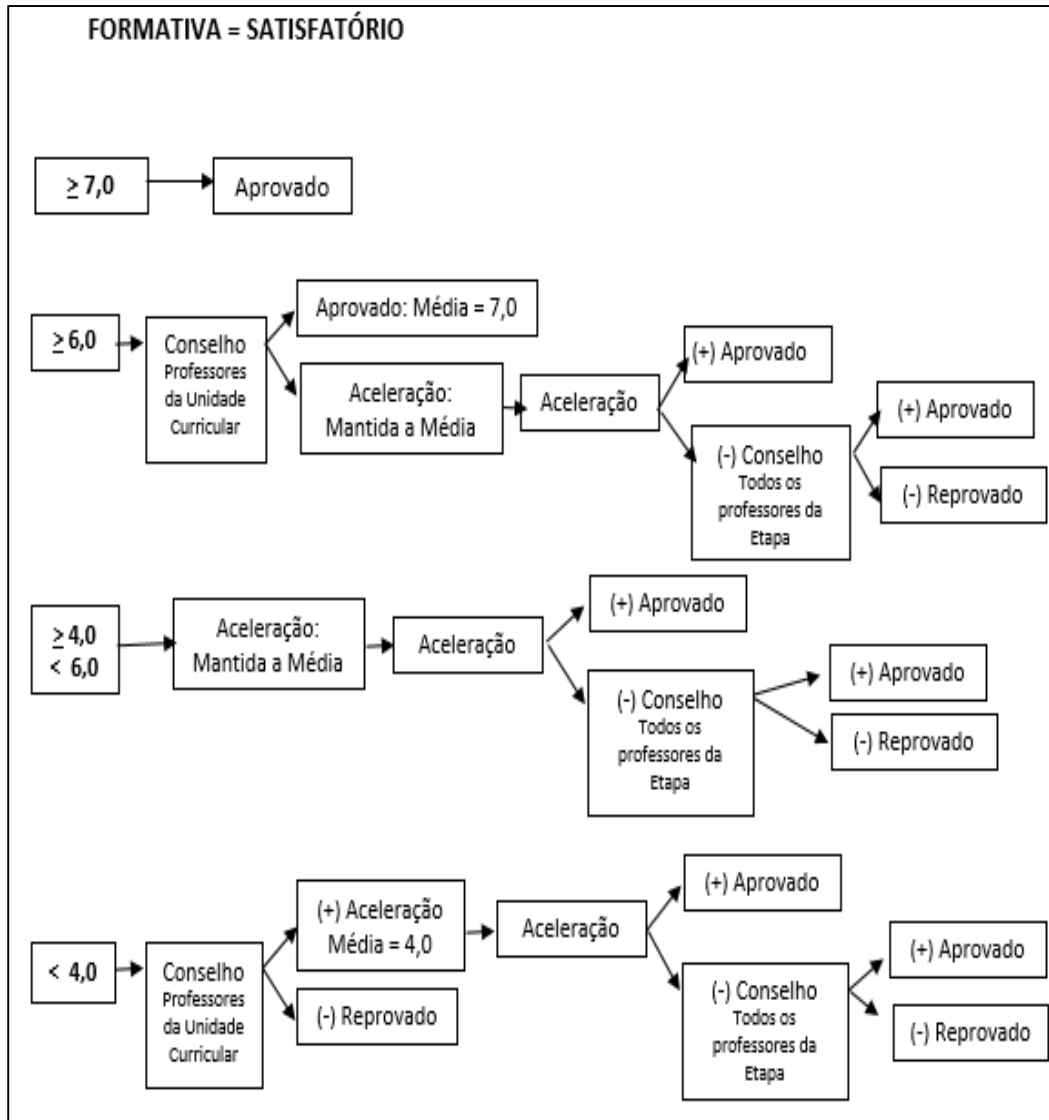 FORMATIVA = SATISFATÓRIO
≥ 7,0
Aprovado
≥ 6,0
Conselho
Professores
da Unidade
Curricular
Aprovado: Média = 7,0
Aceleração:
Mantida a Média
Aceleração
(+) Aprovado
(-) Conselho
Todos os
professores da
Etapa
(+) Aprovado
(-) Reprovado
≥ 4,0
< 6,0
Aceleração:
Mantida a Média
Aceleração
(+) Aprovado
(-) Conselho
Todos os
professores da
Etapa
(+) Aprovado
(-) Reprovado
< 4,0
Conselho
Professores
da Unidade
Curricular
(+) Aceleração
Média = 4,0
(-) Reprovado
Aceleração
(+) Aprovado
(-) Conselho
Todos os
professores da
Etapa
(+) Aprovado
(-) Reprovado